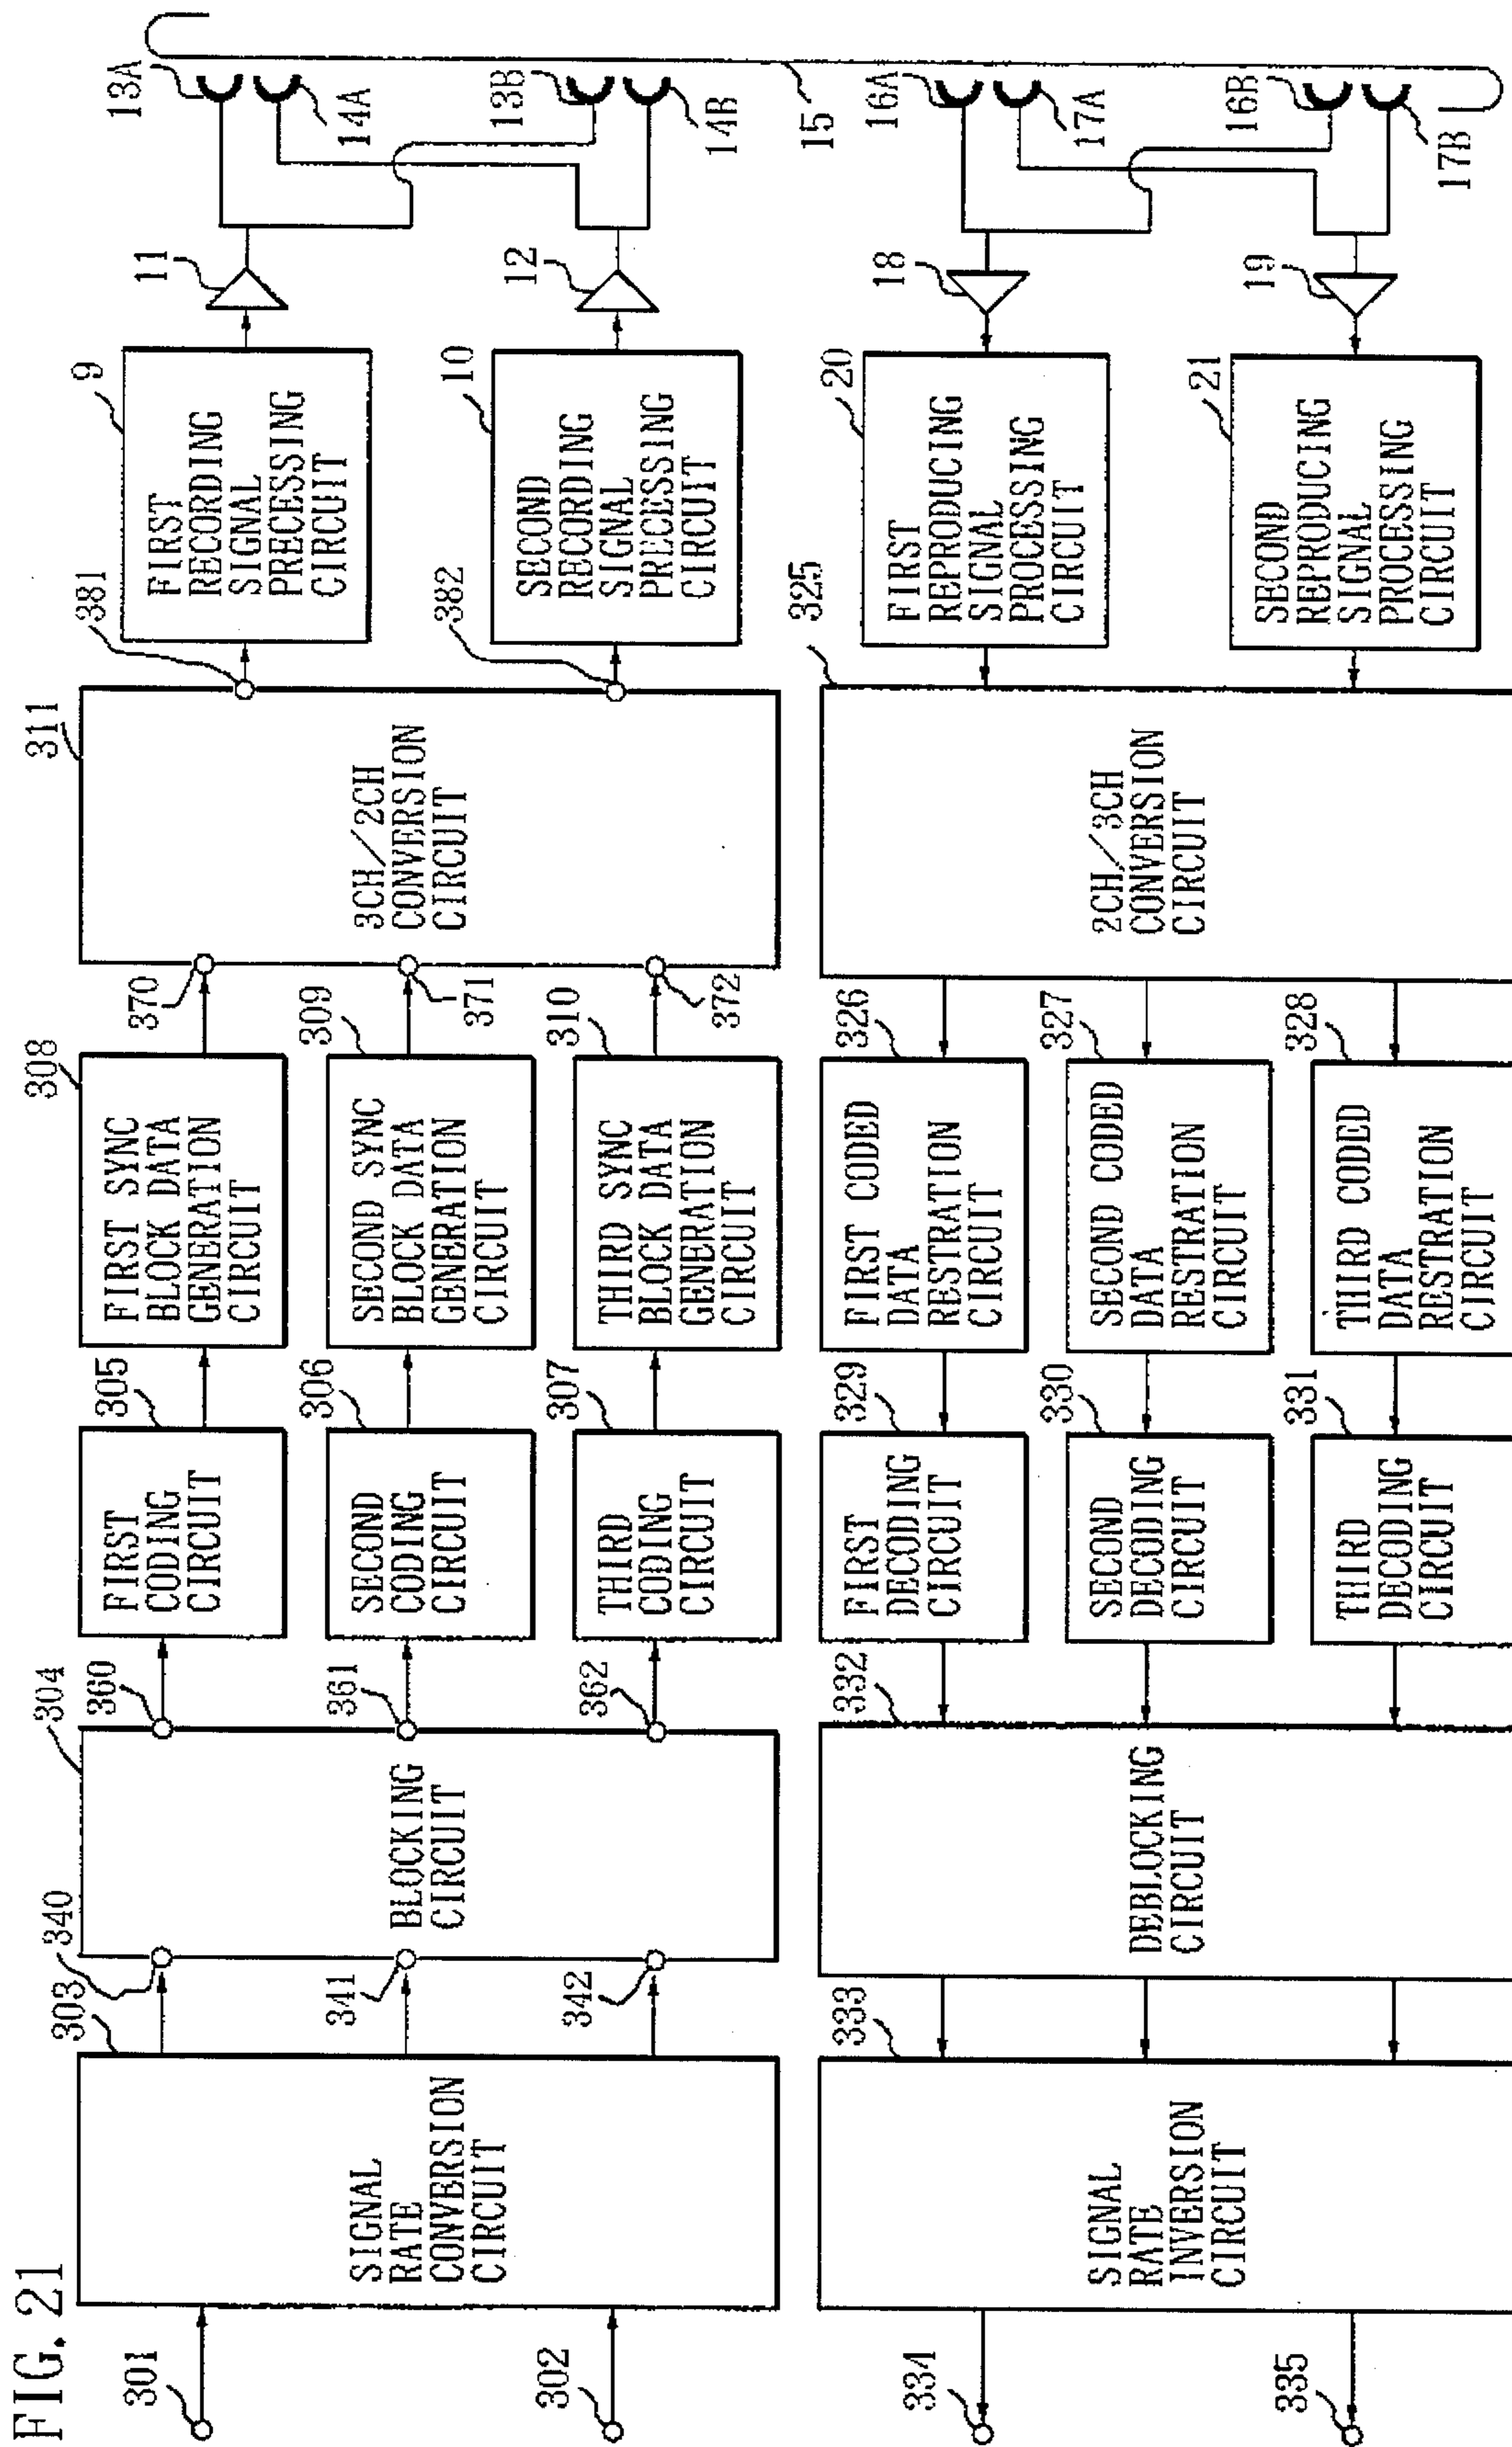 FIG. 21
301
302
303
SIGNAL
RATE
CONVERSION
CIRCUIT
340
341
342
304
BLOCKING
CIRCUIT
360
361
362
305
FIRST
CODING
CIRCUIT
306
SECOND
CODING
CIRCUIT
307
THIRD
CODING
CIRCUIT
308
FIRST SYNC
BLOCK DATA
GENERATION
CIRCUIT
309
SECOND SYNC
BLOCK DATA
GENERATION
CIRCUIT
310
THIRD SYNC
BLOCK DATA
GENERATION
CIRCUIT
370
371
372
311
3CH/2CH
CONVERSION
CIRCUIT
381
382
9
FIRST
RECORDING
SIGNAL
PRECESSING
CIRCUIT
10
SECOND
RECORDING
SIGNAL
PRECESSING
CIRCUIT
11
12
13A
14A
13B
14B
15
16A
17A
16B
17B
18
19
20
FIRST
REPRODUCING
SIGNAL
PROCESSING
CIRCUIT
21
SECOND
REPRODUCING
SIGNAL
PROCESSING
CIRCUIT
325
2CH/3CH
CONVERSION
CIRCUIT
326
FIRST CODED
DATA
RESTRATION
CIRCUIT
327
SECOND CODED
DATA
RESTRATION
CIRCUIT
328
THIRD CODED
DATA
RESTRATION
CIRCUIT
329
FIRST
DECODING
CIRCUIT
330
SECOND
DECODING
CIRCUIT
331
THIRD
DECODING
CIRCUIT
332
DEBLOCKING
CIRCUIT
333
SIGNAL
RATE
INVERSION
CIRCUIT
334
335